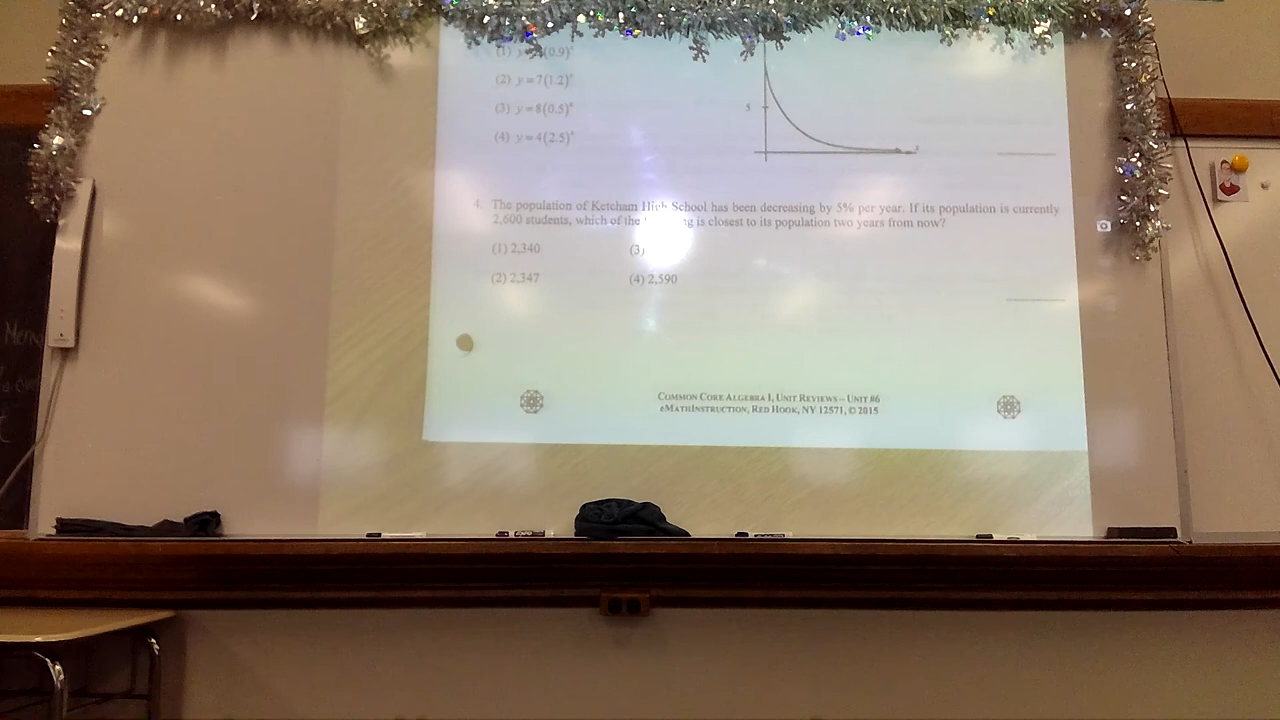 (1) (0.9)ˣ
(2) y=7(1.2)ˣ
(3) y=8(0.5)ˣ
(4) y=4(2.5)ˣ
5
4. The population of Ketcham High School has been decreasing by 5% per year. If its population is currently
2,600 students, which of the is closest to its population two years from now?
(1) 2,340 (3)
(2) 2,347 (4) 2,590
COMMON CORE ALGEBRA I, UNIT REVIEWS – UNIT #6
eMATHINSTRUCTION, RED HOOK, NY 12571, © 2015